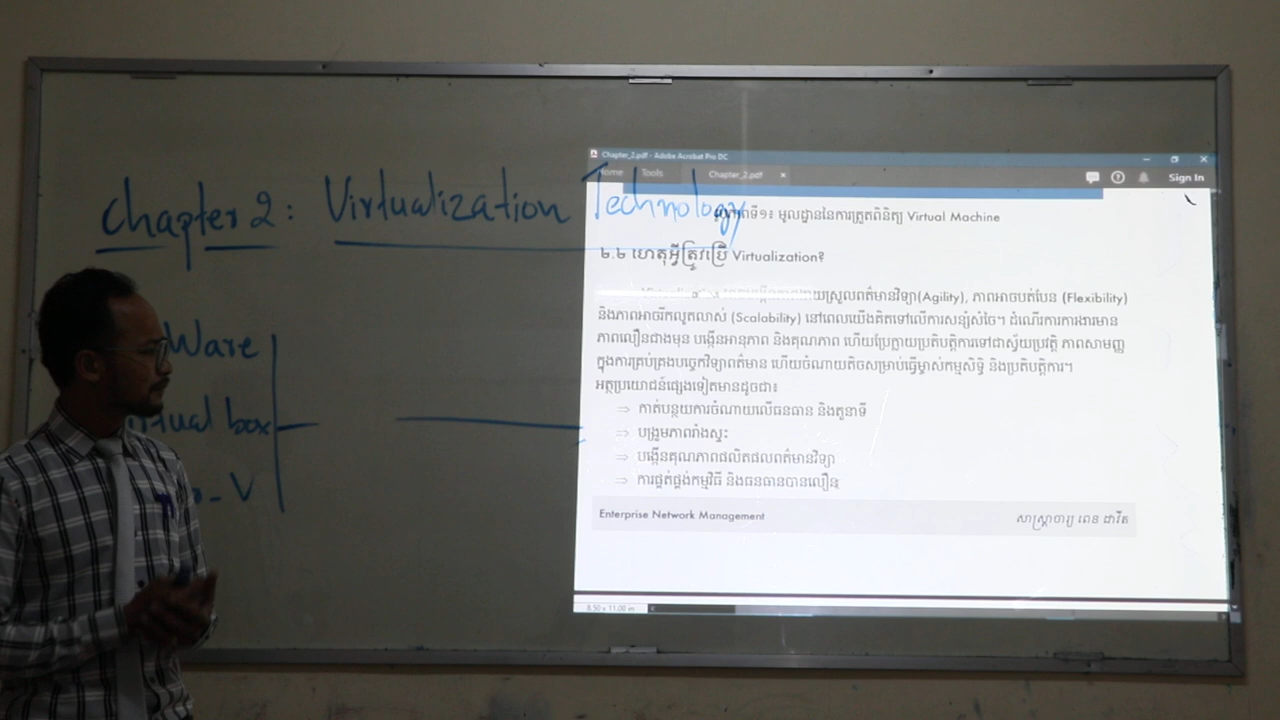 Chapter 2: Virtualization Technology
Ware
irtual box
- V
Chapter_2.pdf - Adobe Acrobat Pro DC
Home Tools Chapter_2.pdf × Sign In
មូលដ្ឋាននៃការត្រួតពិនិត្យ Virtual Machine
២.២ ហេតុអ្វីត្រូវប្រើ Virtualization?
ងាយស្រួលពត៌មានវិទ្យា(Agility), ភាពអាចបត់បែន (Flexibility)
និងភាពអាចរីកលូតលាស់ (Scalability) នៅពេលយើងគិតទៅលើការសន្សំសំចៃ។ ដំណើរការការងារមាន
ភាពលឿនជាងមុន បង្កើនអានុភាព និងគុណភាព ហើយប្រែក្លាយប្រតិបត្តិការទៅជាស្វ័យប្រវត្តិ ភាពសាមញ្ញ
ក្នុងការគ្រប់គ្រងបច្ចេកវិទ្យាពត៌មាន ហើយចំណាយតិចសម្រាប់ធ្វើម្ចាស់កម្មសិទ្ធិ និងប្រតិបត្តិការ។
អត្ថប្រយោជន៍ផ្សេងទៀតមានដូចជា៖
⇒ កាត់បន្ថយការចំណាយលើធនធាន និងតួនាទី
⇒ បង្រួមភាពរាំងស្ទះ
⇒ បង្កើនគុណភាពផលិតផលពត៌មានវិទ្យា
⇒ ការផ្គត់ផ្គង់កម្មវិធី និងធនធានបានលឿន
Enterprise Network Management សាស្ត្រាចារ្យ ពេន ដាវីត
8.50 x 11.00 in